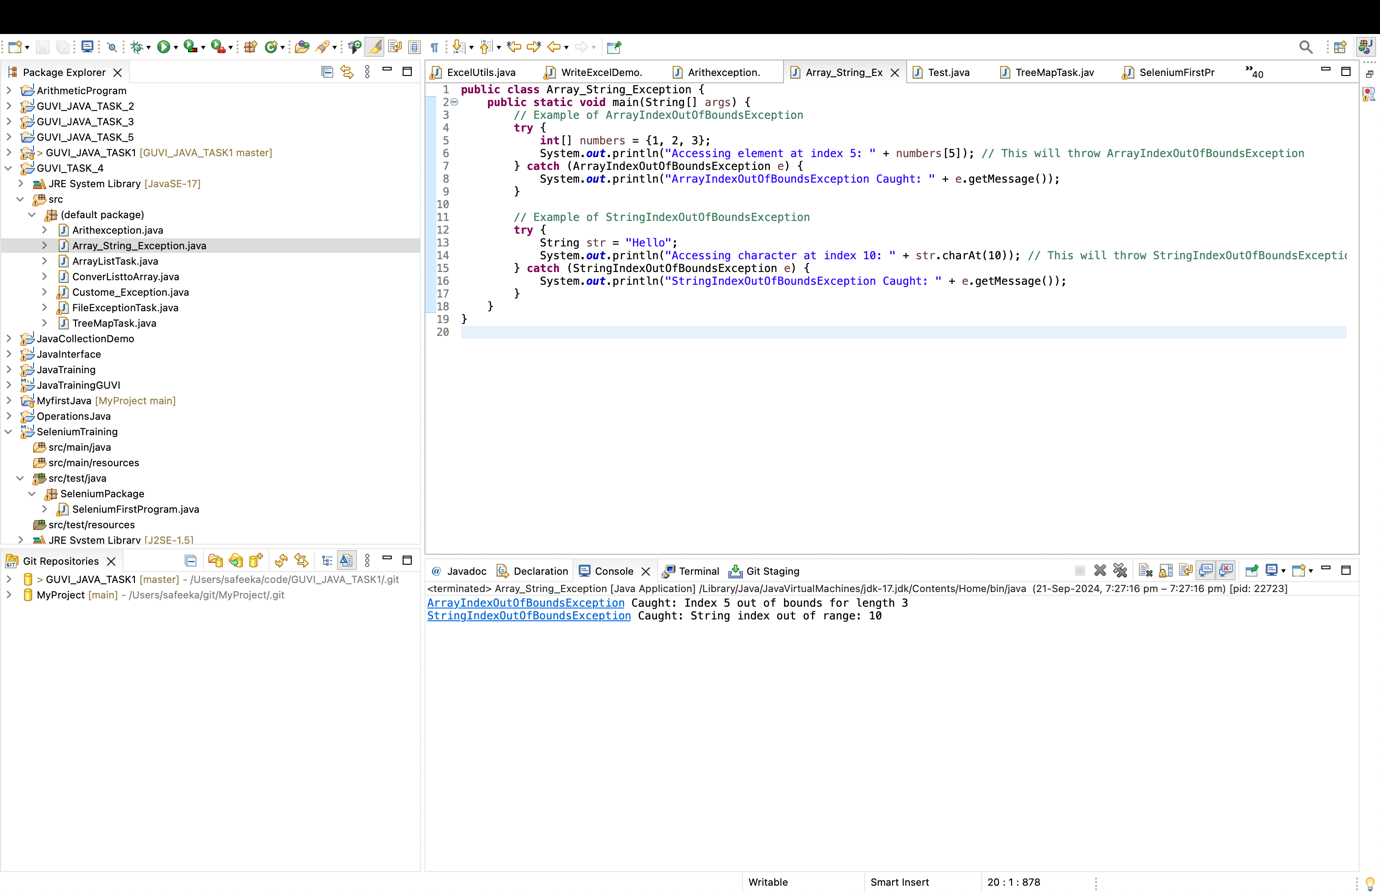 Package Explorer
ArithmeticProgram
GUVI_JAVA_TASK_2
GUVI_JAVA_TASK_3
GUVI_JAVA_TASK_5
> GUVI_JAVA_TASK1 [GUVI_JAVA_TASK1 master]
GUVI_TASK_4
JRE System Library [JavaSE-17]
src
(default package)
Arithexception.java
Array_String_Exception.java
ArrayListTask.java
ConverListtoArray.java
Custome_Exception.java
FileExceptionTask.java
TreeMapTask.java
JavaCollectionDemo
JavaInterface
JavaTraining
JavaTrainingGUVI
MyfirstJava [MyProject main]
OperationsJava
SeleniumTraining
src/main/java
src/main/resources
src/test/java
SeleniumPackage
SeleniumFirstProgram.java
src/test/resources
JRE System Library [J2SE-1.5]
Git Repositories
> GUVI_JAVA_TASK1 [master] - /Users/safeeka/code/GUVI_JAVA_TASK1/.git
MyProject [main] - /Users/safeeka/git/MyProject/.git
ExcelUtils.java WriteExcelDemo. Arithexception. Array_String_Ex Test.java TreeMapTask.jav SeleniumFirstPr »40
1 public class Array_String_Exception {
2 public static void main(String[] args) {
3 // Example of ArrayIndexOutOfBoundsException
4 try {
5 int[] numbers = {1, 2, 3};
6 System.out.println("Accessing element at index 5: " + numbers[5]); // This will throw ArrayIndexOutOfBoundsException
7 } catch (ArrayIndexOutOfBoundsException e) {
8 System.out.println("ArrayIndexOutOfBoundsException Caught: " + e.getMessage());
9 }
10
11 // Example of StringIndexOutOfBoundsException
12 try {
13 String str = "Hello";
14 System.out.println("Accessing character at index 10: " + str.charAt(10)); // This will throw StringIndexOutOfBoundsExceptic
15 } catch (StringIndexOutOfBoundsException e) {
16 System.out.println("StringIndexOutOfBoundsException Caught: " + e.getMessage());
17 }
18 }
19 }
20
@ Javadoc Declaration Console Terminal Git Staging
<terminated> Array_String_Exception [Java Application] /Library/Java/JavaVirtualMachines/jdk-17.jdk/Contents/Home/bin/java (21-Sep-2024, 7:27:16 pm – 7:27:16 pm) [pid: 22723]
ArrayIndexOutOfBoundsException Caught: Index 5 out of bounds for length 3
StringIndexOutOfBoundsException Caught: String index out of range: 10
Writable Smart Insert 20 : 1 : 878